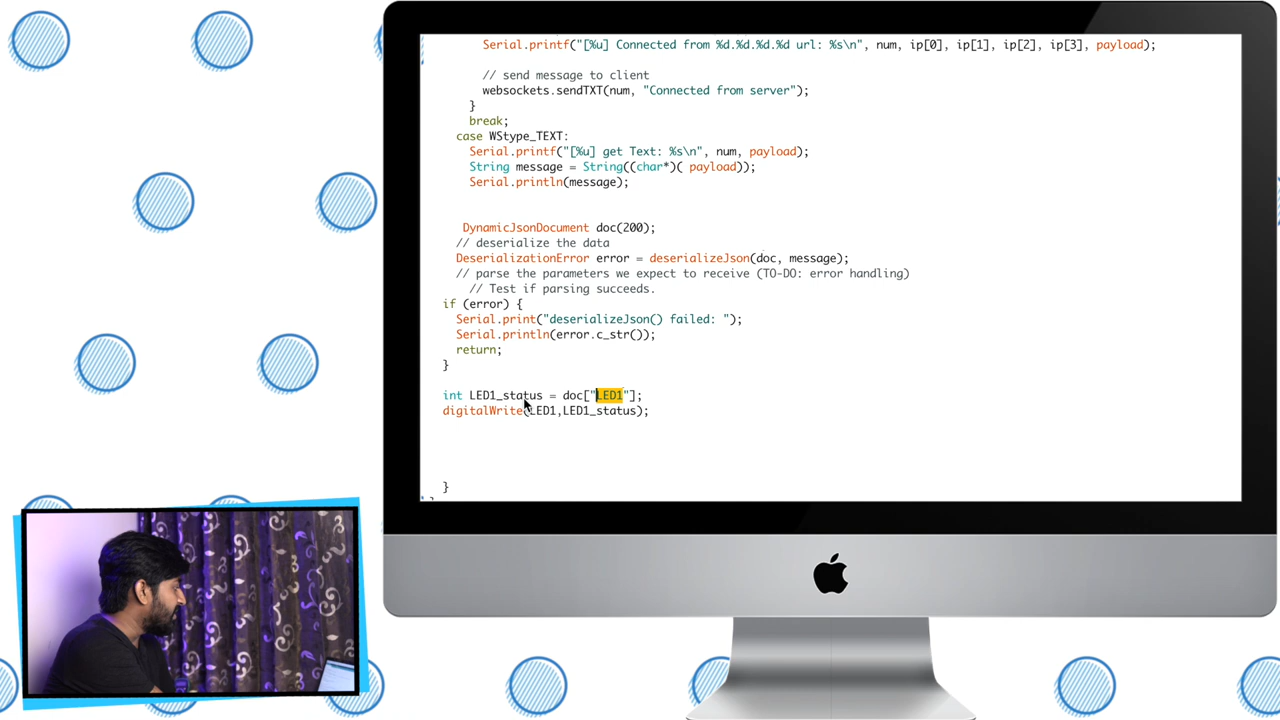 Serial.printf("[%u] Connected from %d.%d.%d.%d url: %s\n", num, ip[0], ip[1], ip[2], ip[3], payload);
// send message to client
websockets.sendTXT(num, "Connected from server");
}
break;
case WStype_TEXT:
Serial.printf("[%u] get Text: %s\n", num, payload);
String message = String((char*)( payload));
Serial.println(message);
DynamicJsonDocument doc(200);
// deserialize the data
DeserializationError error = deserializeJson(doc, message);
// parse the parameters we expect to receive (TO-DO: error handling)
// Test if parsing succeeds.
if (error) {
Serial.print("deserializeJson() failed: ");
Serial.println(error.c_str());
return;
}
int LED1_status = doc["LED1"];
digitalWrite(LED1,LED1_status);
}